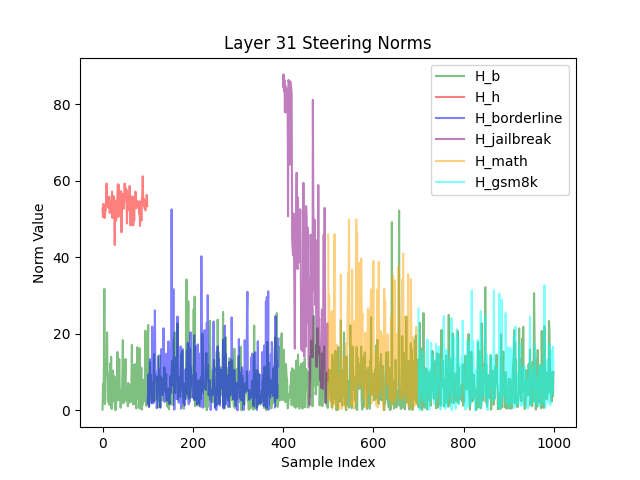 Layer 31 Steering Norms
Norm Value
80
60
40
20
0
0 200 400 600 800 1000
Sample Index
H_b
H_h
H_borderline
H_jailbreak
H_math
H_gsm8k